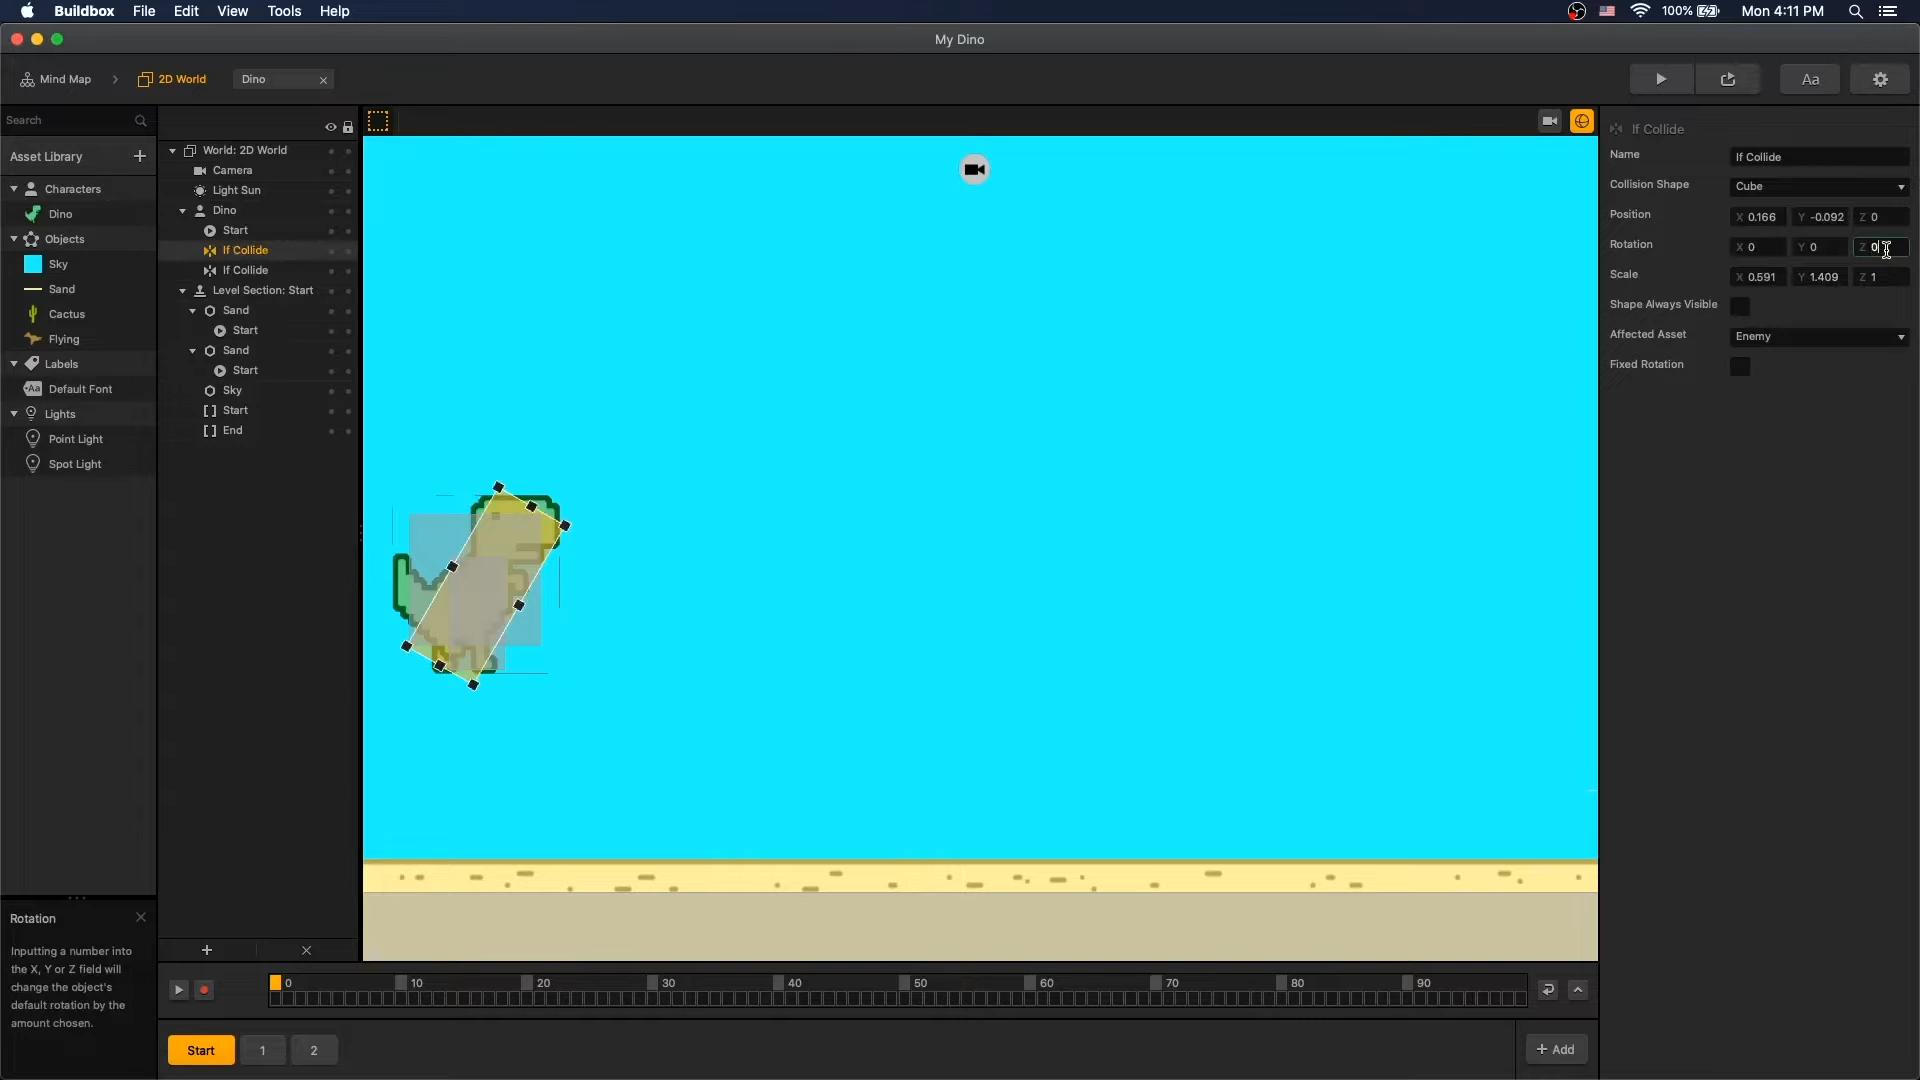 Buildbox File Edit View Tools Help
100% Mon 4:11 PM
My Dino
Mind Map 2D World Dino
Aa
Search
Asset Library
Characters
Dino
Objects
Sky
Sand
Cactus
Flying
Labels
Aa Default Font
Lights
Point Light
Spot Light
World: 2D World
Camera
Light Sun
Dino
Start
If Collide
If Collide
Level Section: Start
Sand
Start
Sand
Start
Sky
[ ] Start
[ ] End
If Collide
Name If Collide
Collision Shape Cube
Position X 0.166 Y -0.092 Z 0
Rotation X 0 Y 0 Z 0
Scale X 0.591 Y 1.409 Z 1
Shape Always Visible
Affected Asset Enemy
Fixed Rotation
Rotation
Inputting a number into
the X, Y or Z field will
change the object's
default rotation by the
amount chosen.
0 10 20 30 40 50 60 70 80 90
Start 1 2
+ Add